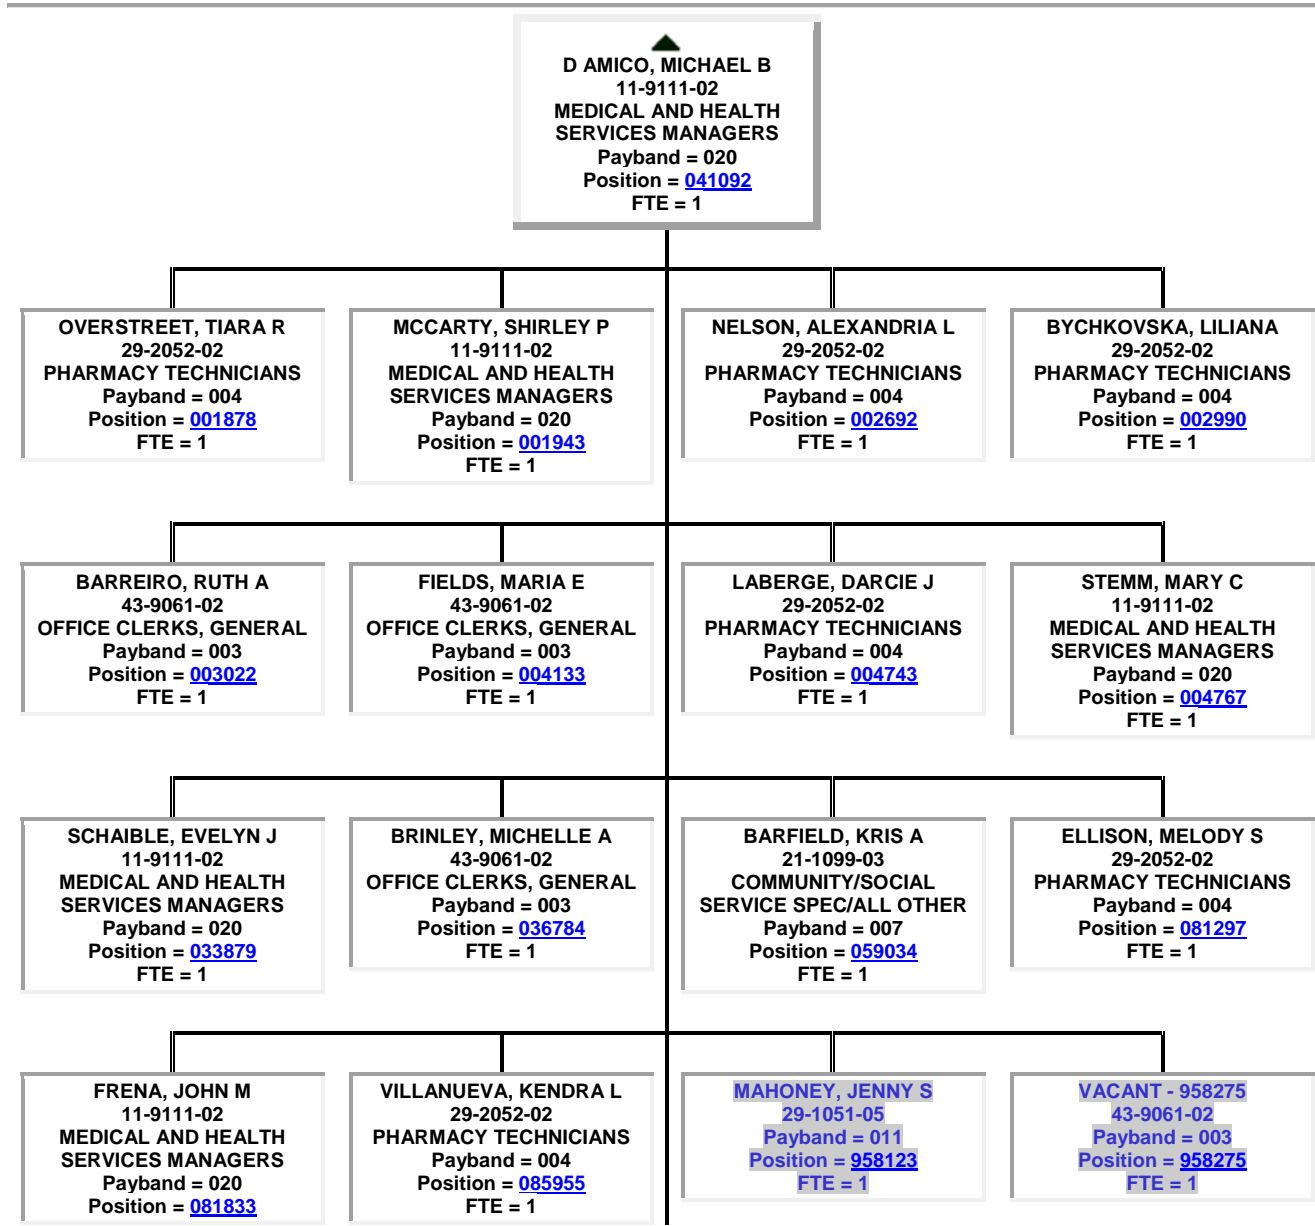 D AMICO, MICHAEL B
11-9111-02
MEDICAL AND HEALTH
SERVICES MANAGERS
Payband = 020
Position = 041092
FTE = 1
OVERSTREET, TIARA R
29-2052-02
PHARMACY TECHNICIANS
Payband = 004
Position = 001878
FTE = 1
MCCARTY, SHIRLEY P
11-9111-02
MEDICAL AND HEALTH
SERVICES MANAGERS
Payband = 020
Position = 001943
FTE = 1
NELSON, ALEXANDRIA L
29-2052-02
PHARMACY TECHNICIANS
Payband = 004
Position = 002692
FTE = 1
BYCHKOVSKA, LILIANA
29-2052-02
PHARMACY TECHNICIANS
Payband = 004
Position = 002990
FTE = 1
BARREIRO, RUTH A
43-9061-02
OFFICE CLERKS, GENERAL
Payband = 003
Position = 003022
FTE = 1
FIELDS, MARIA E
43-9061-02
OFFICE CLERKS, GENERAL
Payband = 003
Position = 004133
FTE = 1
LABERGE, DARCIE J
29-2052-02
PHARMACY TECHNICIANS
Payband = 004
Position = 004743
FTE = 1
STEMM, MARY C
11-9111-02
MEDICAL AND HEALTH
SERVICES MANAGERS
Payband = 020
Position = 004767
FTE = 1
SCHAIBLE, EVELYN J
11-9111-02
MEDICAL AND HEALTH
SERVICES MANAGERS
Payband = 020
Position = 033879
FTE = 1
BRINLEY, MICHELLE A
43-9061-02
OFFICE CLERKS, GENERAL
Payband = 003
Position = 036784
FTE = 1
BARFIELD, KRIS A
21-1099-03
COMMUNITY/SOCIAL
SERVICE SPEC/ALL OTHER
Payband = 007
Position = 059034
FTE = 1
ELLISON, MELODY S
29-2052-02
PHARMACY TECHNICIANS
Payband = 004
Position = 081297
FTE = 1
FRENA, JOHN M
11-9111-02
MEDICAL AND HEALTH
SERVICES MANAGERS
Payband = 020
Position = 081833
VILLANUEVA, KENDRA L
29-2052-02
PHARMACY TECHNICIANS
Payband = 004
Position = 085955
FTE = 1
MAHONEY, JENNY S
29-1051-05
Payband = 011
Position = 958123
FTE = 1
VACANT - 958275
43-9061-02
Payband = 003
Position = 958275
FTE = 1